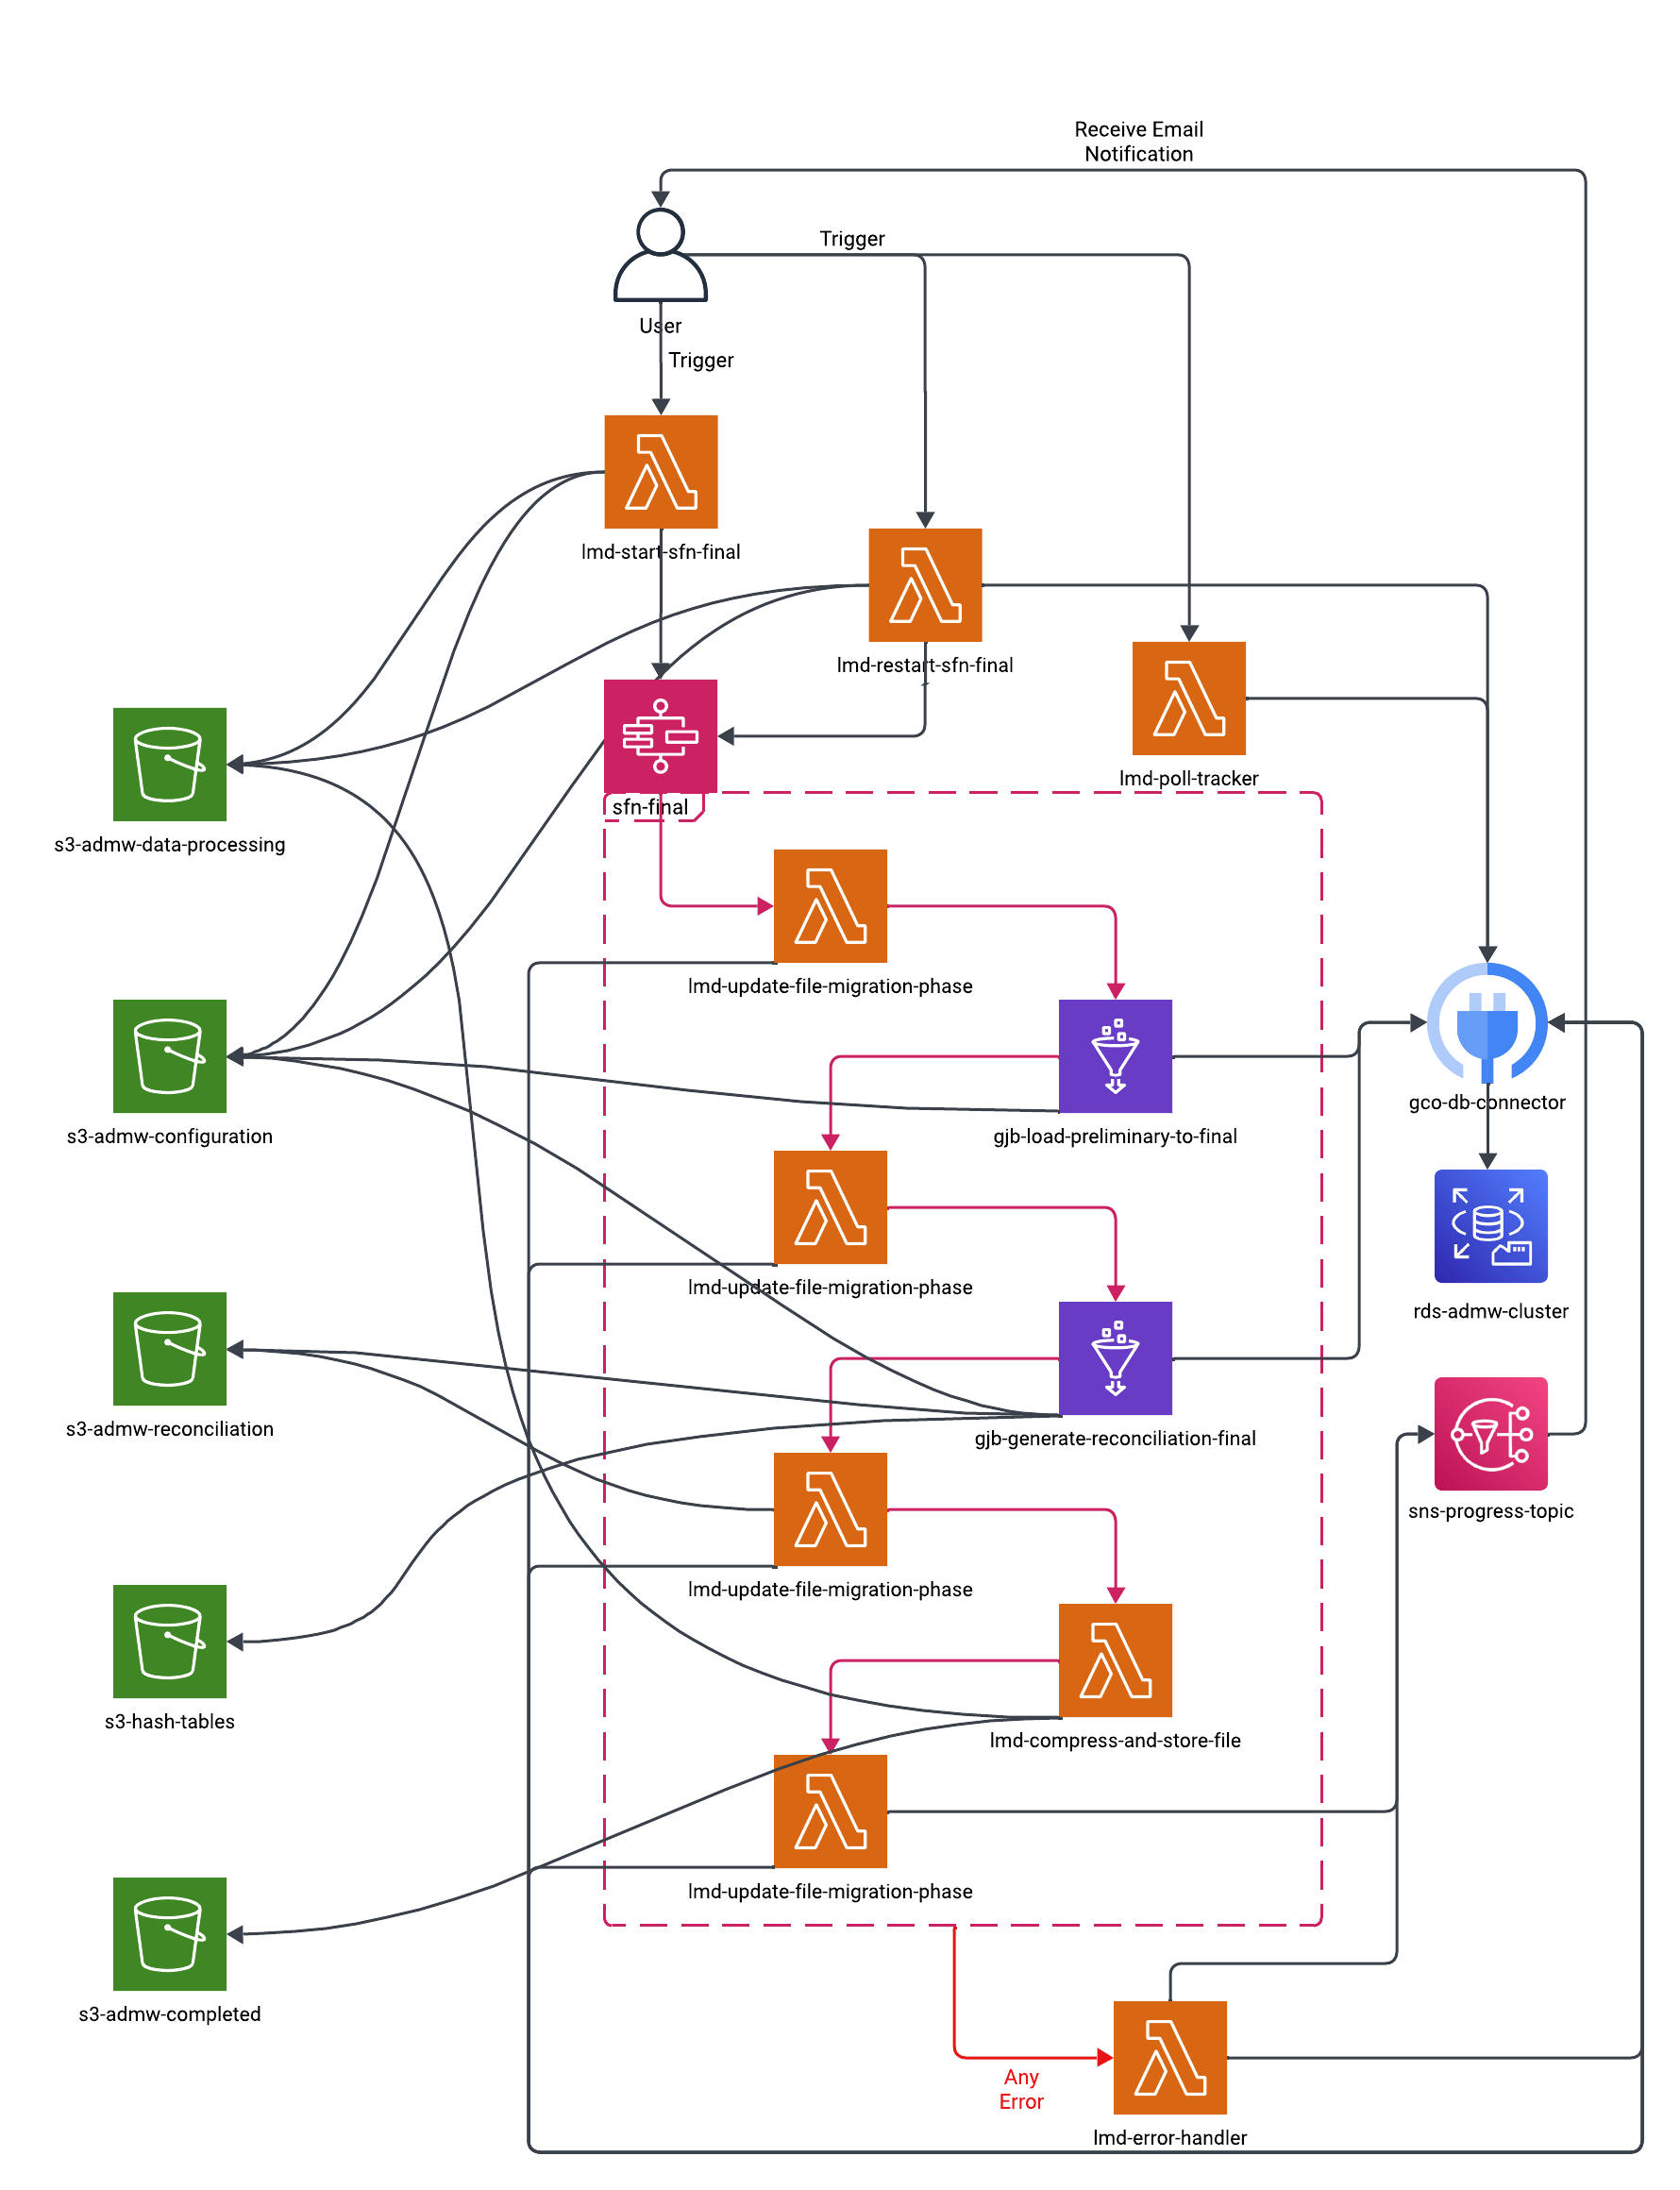 Receive Email
Notification
Trigger
User
Trigger
lmd-start-sfn-final
lmd-restart-sfn-final
lmd-poll-tracker
sfn-final
s3-admw-data-processing
lmd-update-file-migration-phase
gco-db-connector
s3-admw-configuration
gjb-load-preliminary-to-final
lmd-update-file-migration-phase
rds-admw-cluster
s3-admw-reconciliation
gjb-generate-reconciliation-final
sns-progress-topic
lmd-update-file-migration-phase
s3-hash-tables
lmd-compress-and-store-file
lmd-update-file-migration-phase
s3-admw-completed
Any
Error
lmd-error-handler